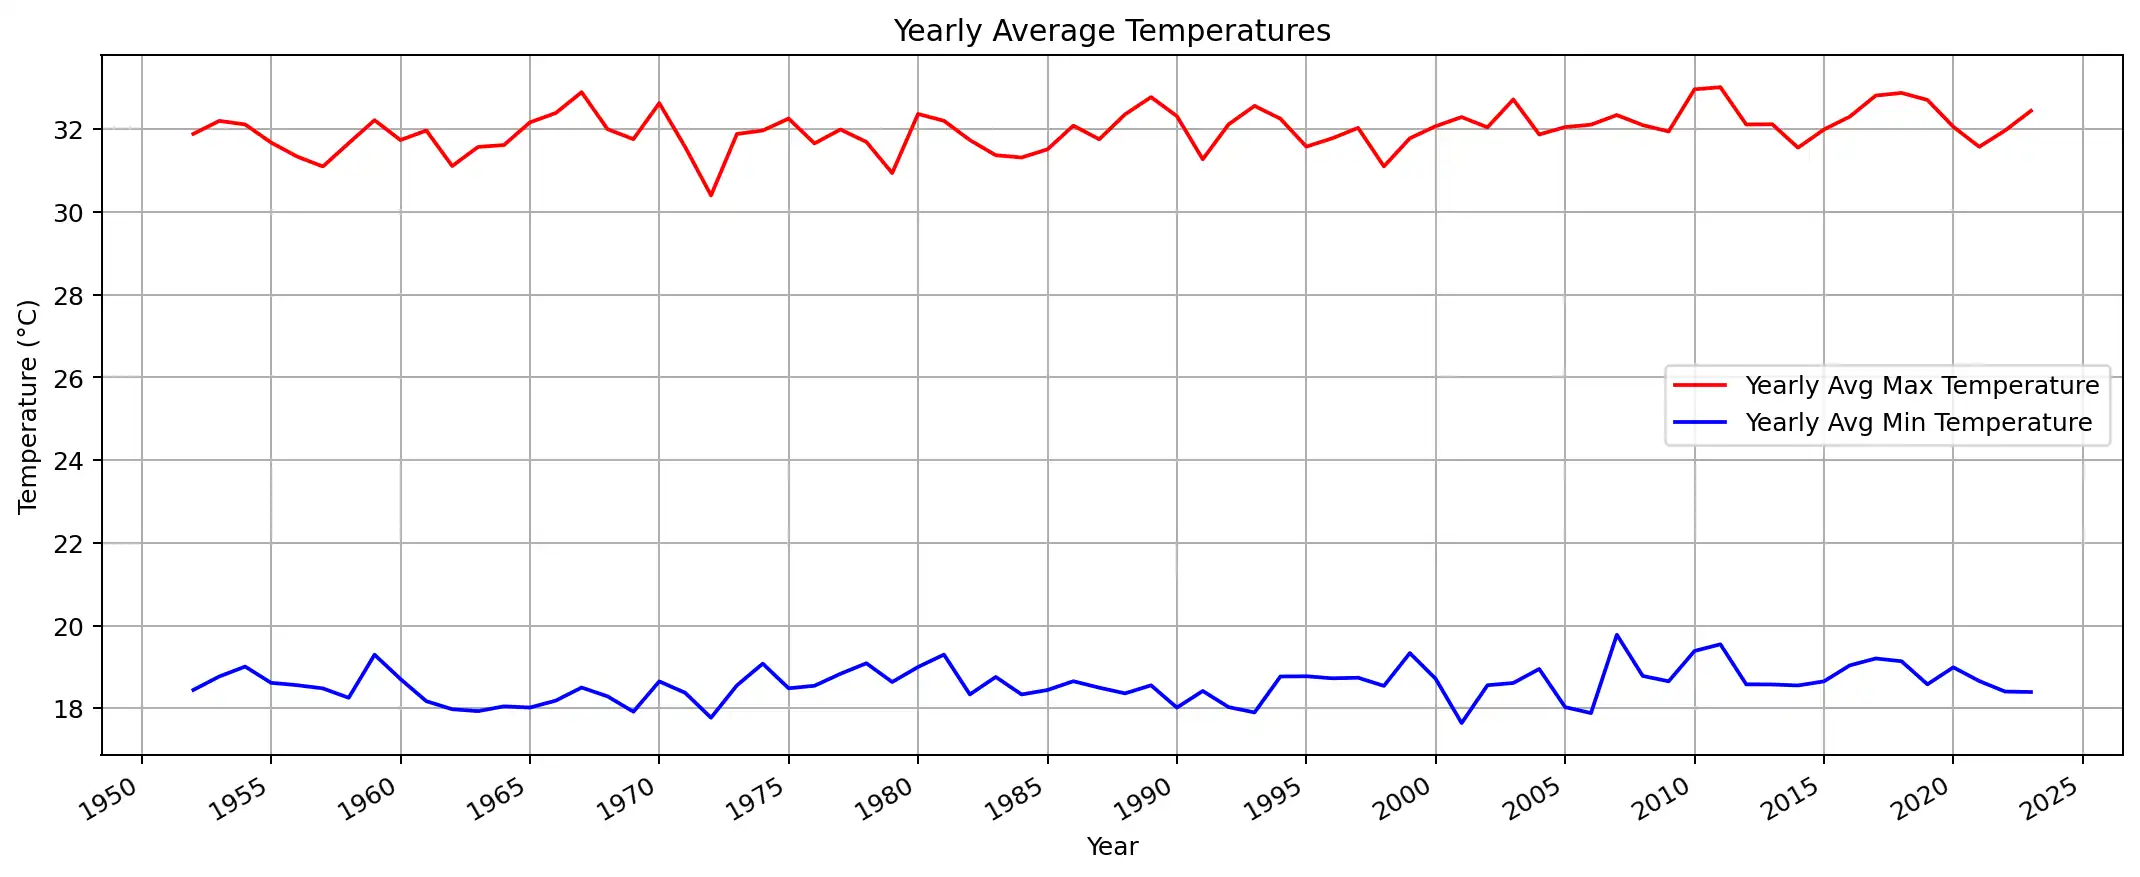 Yearly Average Temperatures
Temperature (°C)
32
30
28
26
24
22
20
18
Yearly Avg Max Temperature
Yearly Avg Min Temperature
1950 1955 1960 1965 1970 1975 1980 1985 1990 1995 2000 2005 2010 2015 2020 2025
Year